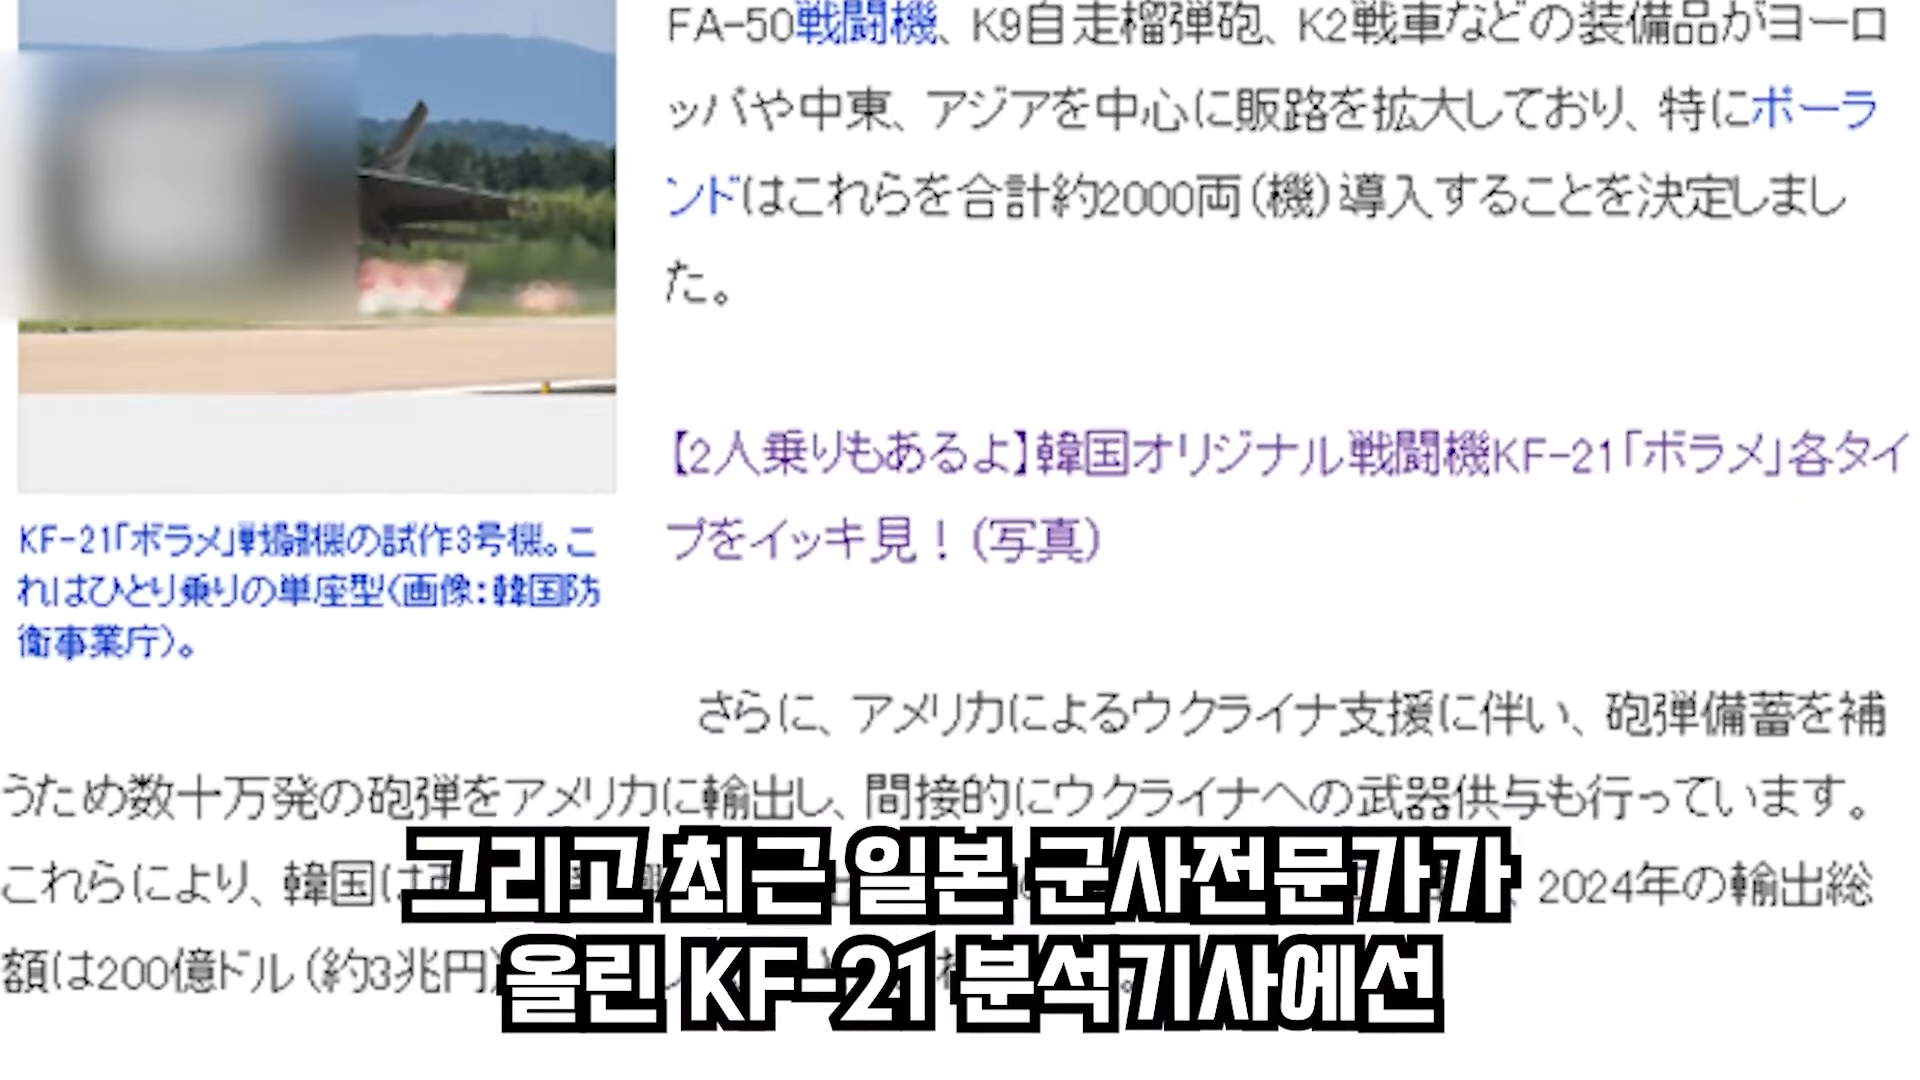 FA-50戦闘機、K9自走榴弾砲、K2戦車などの装備品がヨーロ
ッパや中東、アジアを中心に販路を拡大しており、特にポーラ
ンドはこれらを合計約2000両(機)導入することを決定しまし
た。
【2人乗りもあるよ】韓国オリジナル戦闘機KF-21「ボラメ」各タイ
プをイッキ見！(写真)
KF-21「ボラメ」戦闘機の試作3号機。こ
れはひとり乗りの単座型(画像：韓国防
衛事業庁)。
さらに、アメリカによるウクライナ支援に伴い、砲弾備蓄を補
うため数十万発の砲弾をアメリカに輸出し、間接的にウクライナへの武器供与も行っています。
これらにより、韓国は
、2024年の輸出総
額は200億ドル(約3兆円)
그리고 최근 일본 군사전문가가
올린 KF-21 분석기사에선